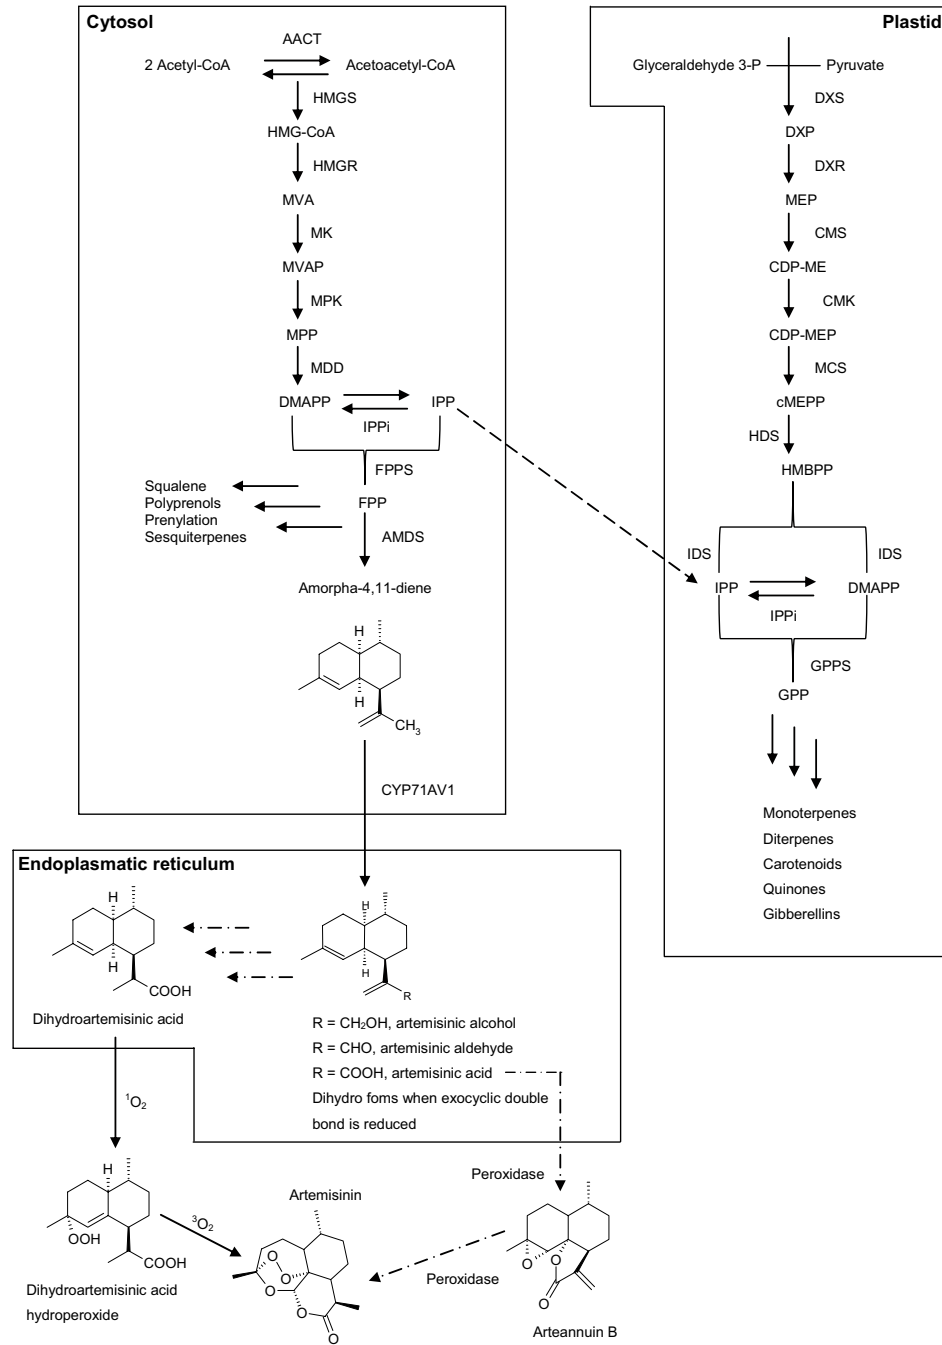 Cytosol
AACT
2 Acetyl-CoA
Acetoacetyl-CoA
HMGS
HMG-CoA
HMGR
MVA
MK
MVAP
MPK
MPP
MDD
DMAPP
IPP
IPPi
FPPS
Squalene
Polyprenols
Prenylation
Sesquiterpenes
FPP
AMDS
Amorpha-4,11-diene
H
H
CH₃
CYP71AV1
Plastid
Glyceraldehyde 3-P
Pyruvate
DXS
DXP
DXR
MEP
CMS
CDP-ME
CMK
CDP-MEP
MCS
cMEPP
HDS
HMBPP
IDS
IDS
IPP
DMAPP
IPPi
GPPS
GPP
Monoterpenes
Diterpenes
Carotenoids
Quinones
Gibberellins
Endoplasmatic reticulum
H
H
COOH
Dihydroartemisinic acid
H
H
R
R = CH₂OH, artemisinic alcohol
R = CHO, artemisinic aldehyde
R = COOH, artemisinic acid
Dihydro foms when exocyclic double
bond is reduced
¹O₂
H
OOH
COOH
Dihydroartemisinic acid
hydroperoxide
³O₂
Artemisinin
O
O
O
O
O
Peroxidase
Peroxidase
O
O
O
Arteannuin B